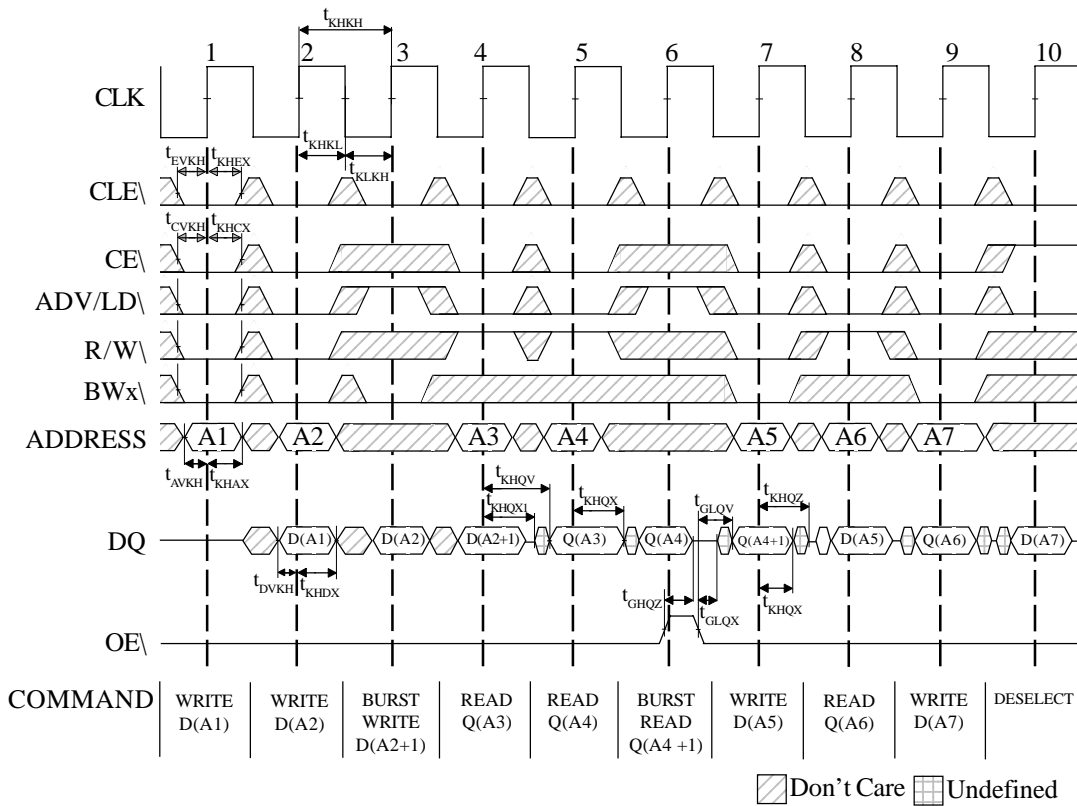 tKHKH
1 2 3 4 5 6 7 8 9 10
CLK
tEVKH tKHEX tKHKL tKLKH
CLE\
tCVKH tKHCX
CE\
ADV/LD\
R/W\
BWx\
ADDRESS A1 A2 A3 A4 A5 A6 A7
tAVKH tKHAX tKHQV tKHQX1 tKHQX tGLQV tKHQZ
DQ D(A1) D(A2) D(A2+1) Q(A3) Q(A4) Q(A4+1) D(A5) Q(A6) D(A7)
tDVKH tKHDX tGHQZ tGLQX tKHQX
OE\
COMMAND
WRITE D(A1)
WRITE D(A2)
BURST WRITE D(A2+1)
READ Q(A3)
READ Q(A4)
BURST READ Q(A4 +1)
WRITE D(A5)
READ Q(A6)
WRITE D(A7)
DESELECT
Don't Care Undefined